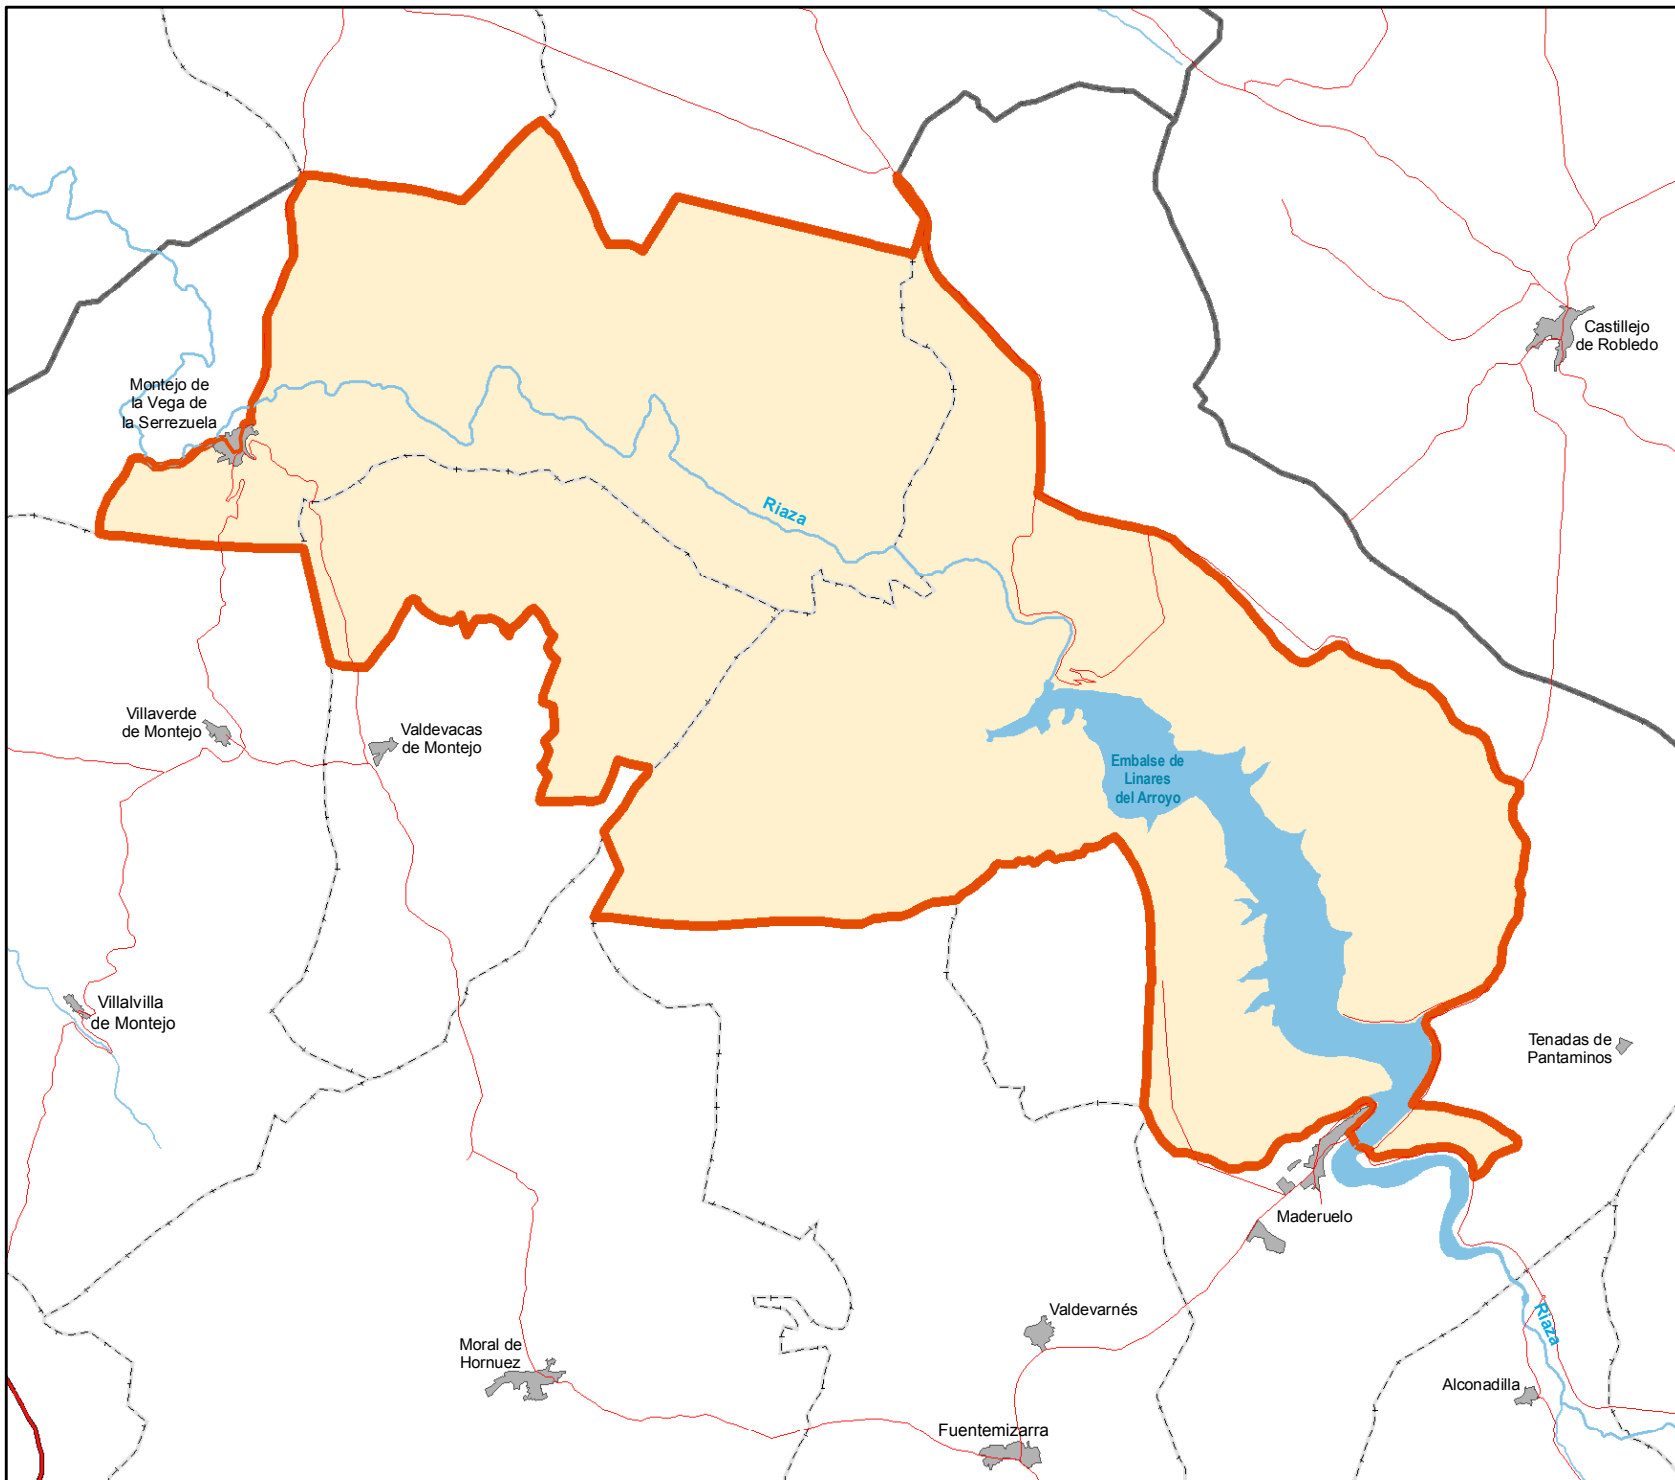 Castillejo
de Robledo
Montejo de
la Vega de
la Serrezuela
Riaza
Villaverde
de Montejo
Valdevacas
de Montejo
Embalse de
Linares
del Arroyo
Villalvilla
de Montejo
Tenadas de
Pantaminos
Maderuelo
Valdevarnés
Riaza
Moral de
Hornuez
Alconadilla
Fuentemizarra